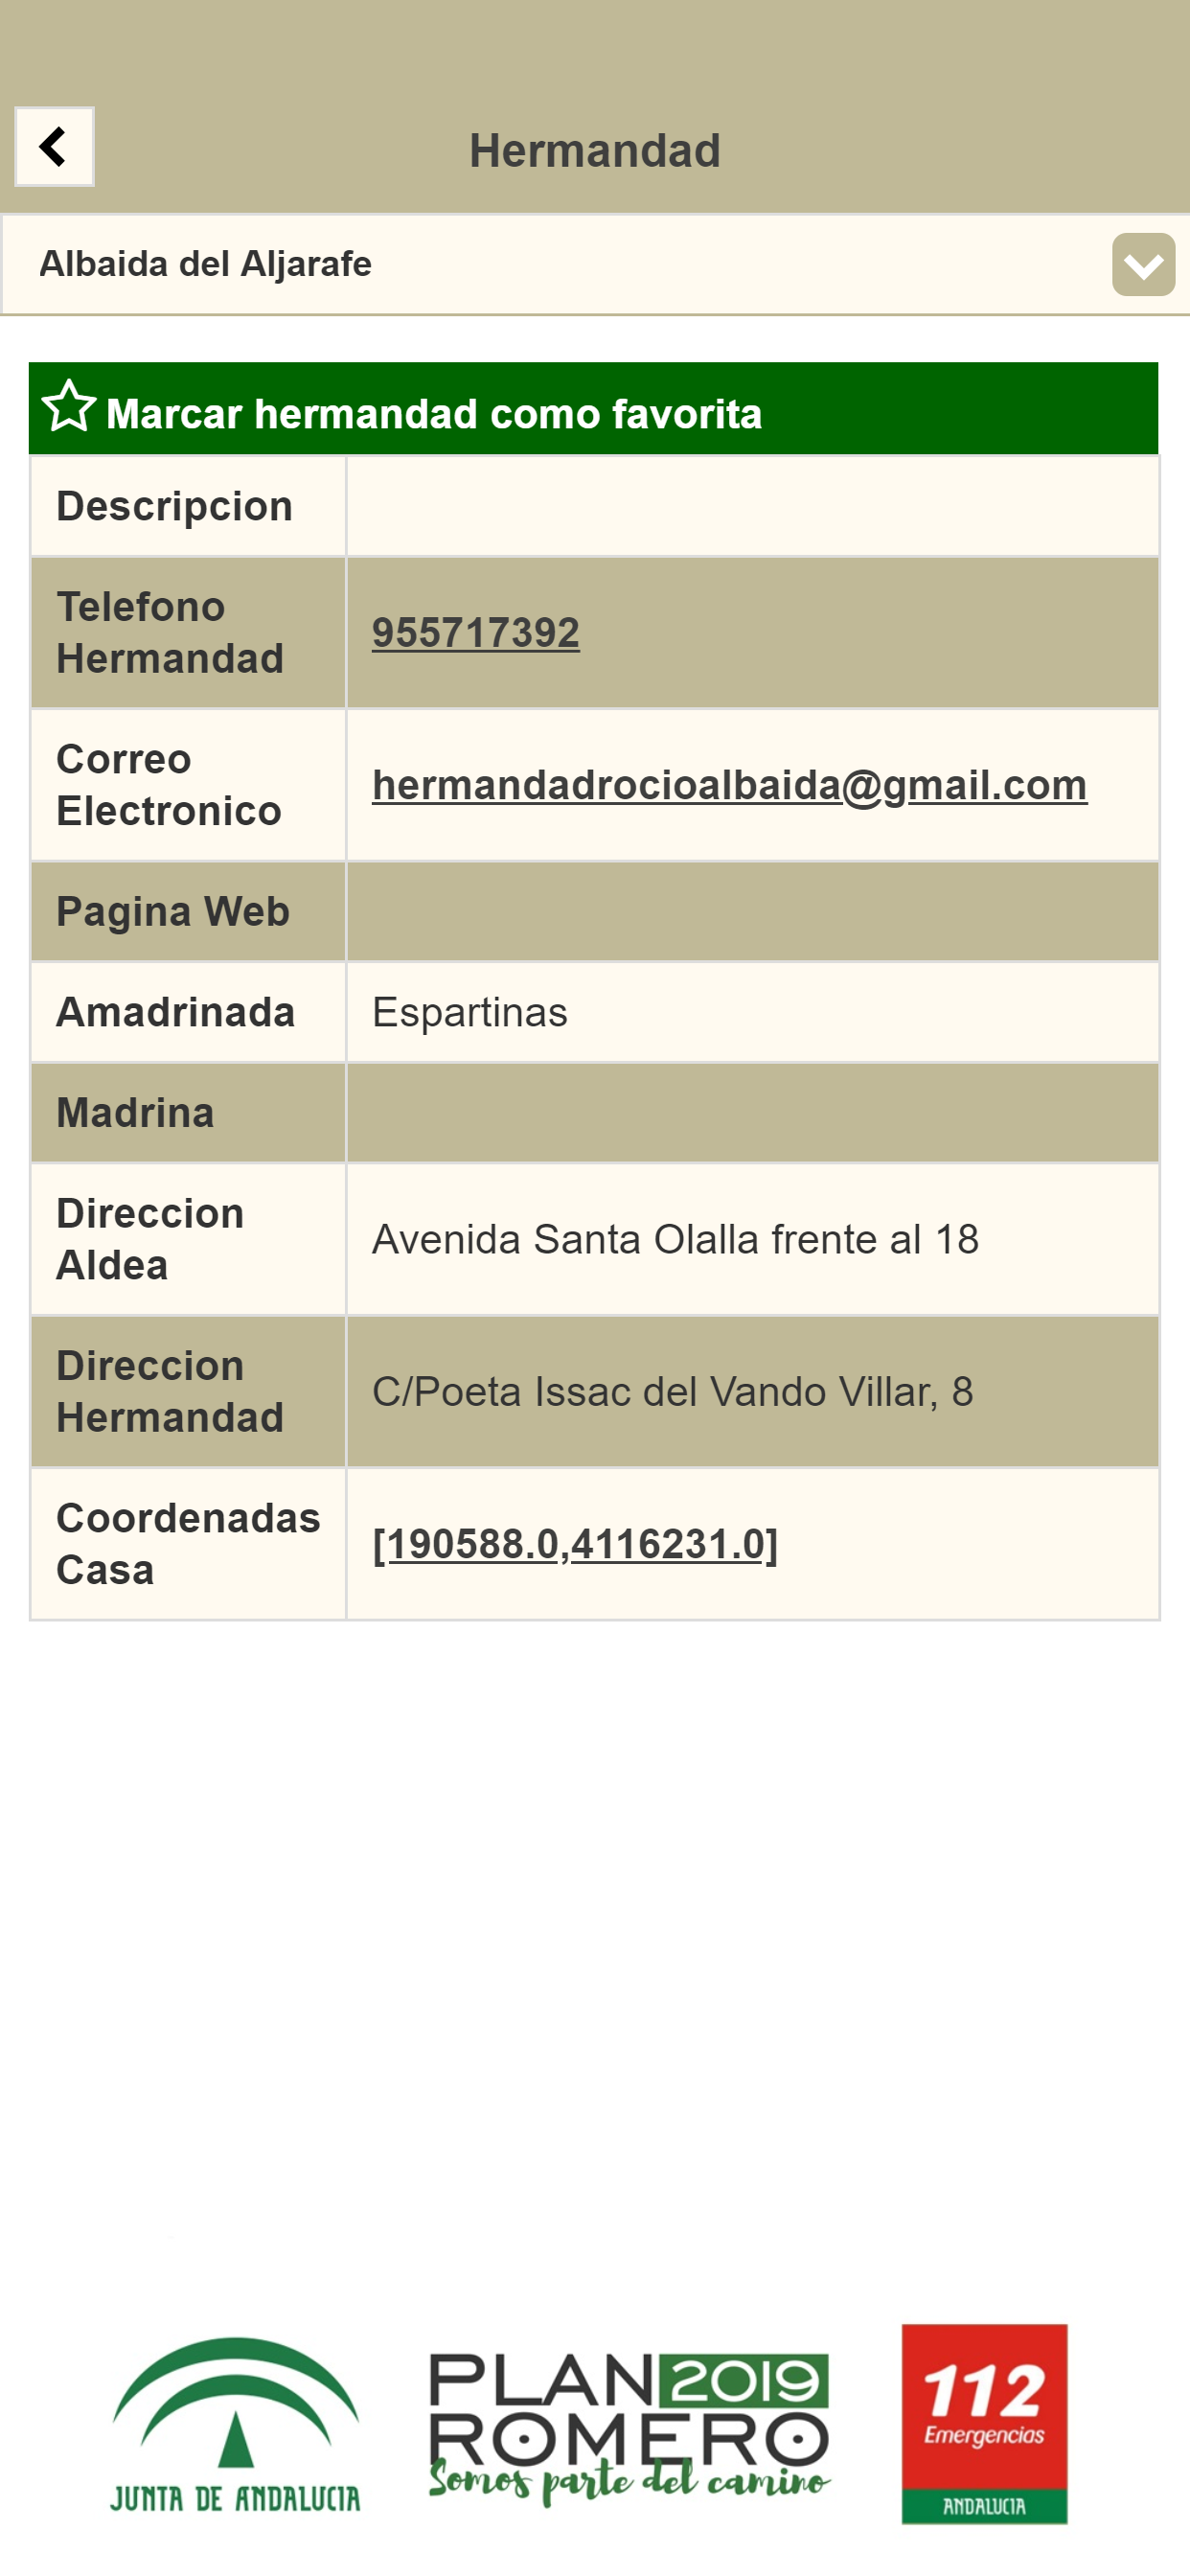 Hermandad
Albaida del Aljarafe
Marcar hermandad como favorita
Descripcion
Telefono
Hermandad
955717392
Correo
Electronico
hermandadrocioalbaida@gmail.com
Pagina Web
Amadrinada
Espartinas
Madrina
Direccion
Aldea
Avenida Santa Olalla frente al 18
Direccion
Hermandad
C/Poeta Issac del Vando Villar, 8
Coordenadas
Casa
[190588.0,4116231.0]
JUNTA DE ANDALUCIA
PLAN 2019
ROMERO
Somos parte del camino
112
Emergencias
ANDALUCIA